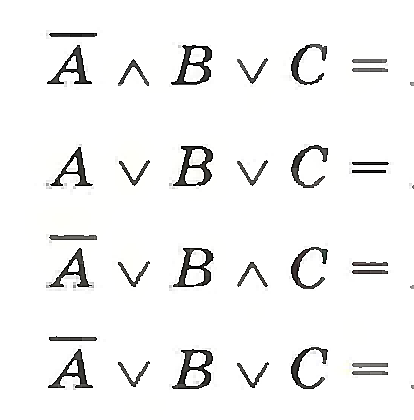 A̅ ∧ B ∨ C =
A ∨ B ∨ C =
A̅ ∨ B ∧ C =
A̅ ∨ B ∨ C =